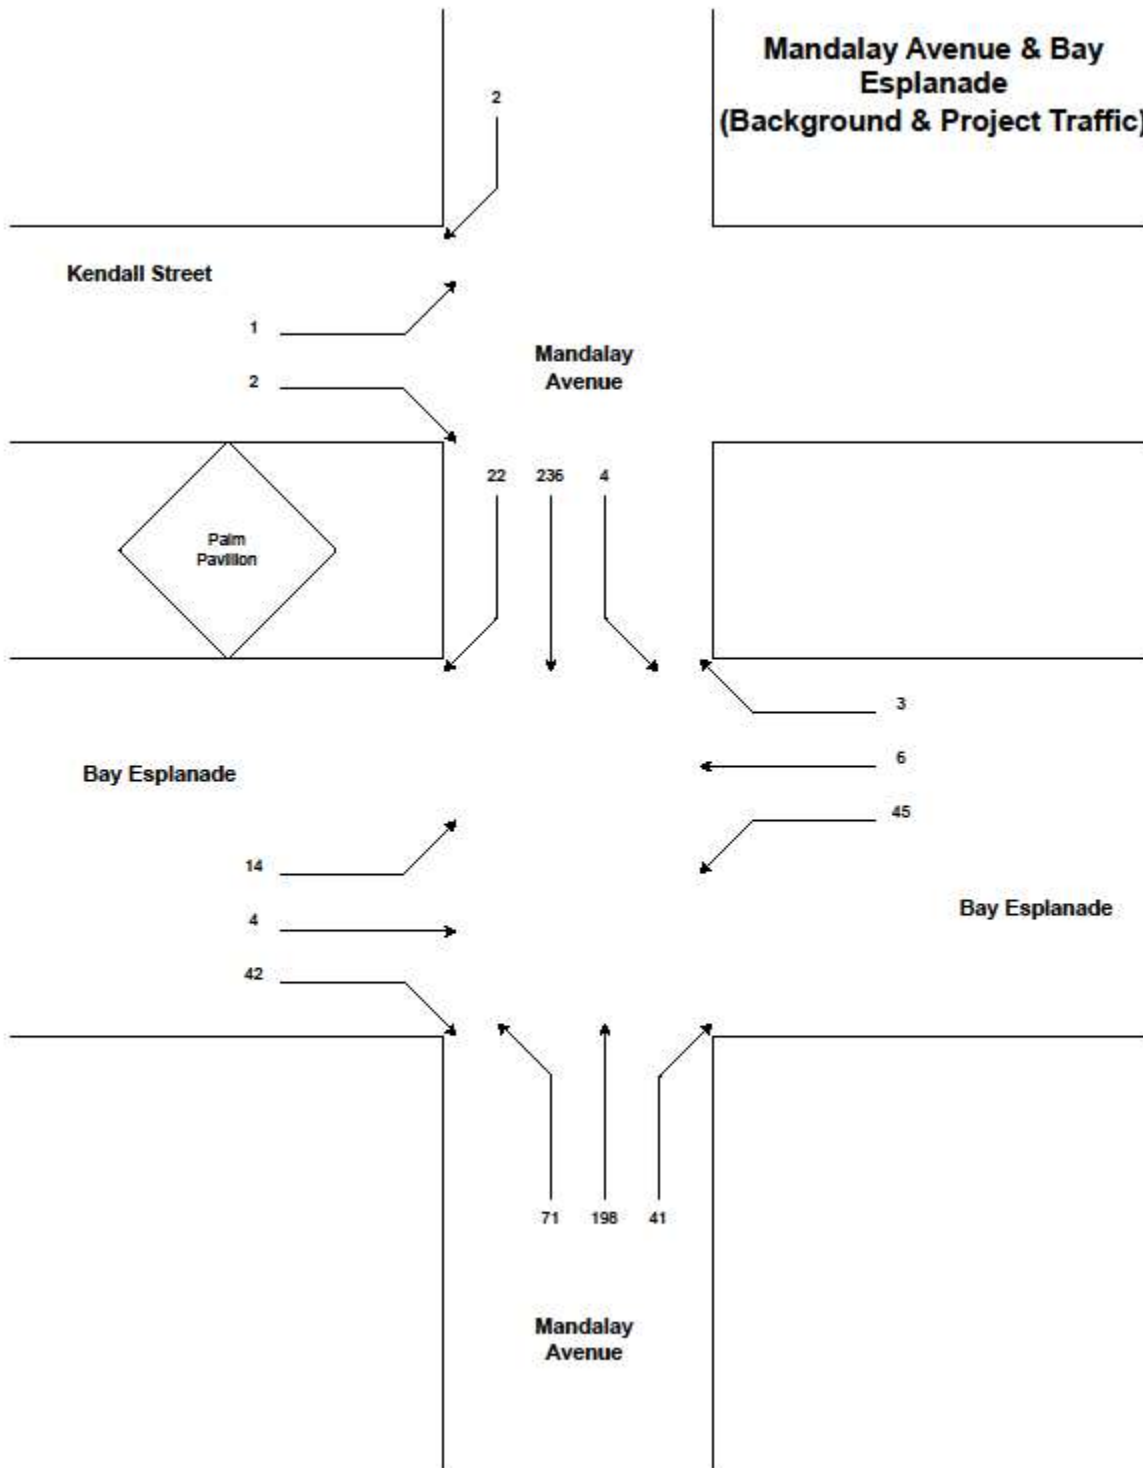 Mandalay Avenue & Bay
Esplanade
(Background & Project Traffic)
2
Kendall Street
1
2
Mandalay
Avenue
22 236 4
Palm
Pavilion
3
6
45
Bay Esplanade
14
4
42
Bay Esplanade
71 198 41
Mandalay
Avenue